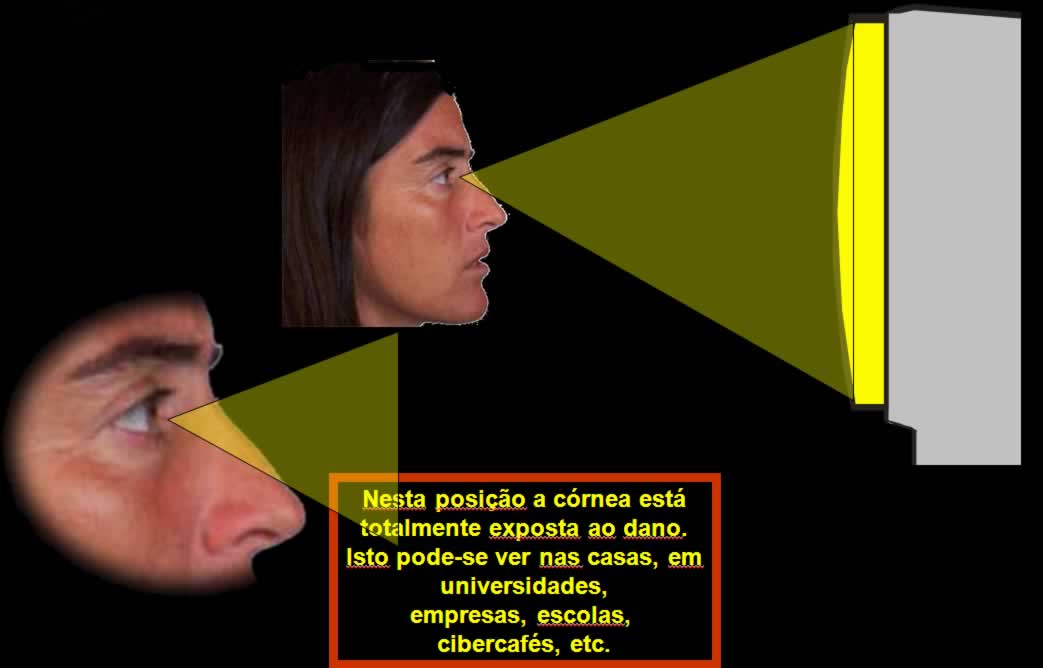 Nesta posição a córnea está
totalmente exposta ao dano.
Isto pode-se ver nas casas, em
universidades,
empresas, escolas,
cibercafés, etc.